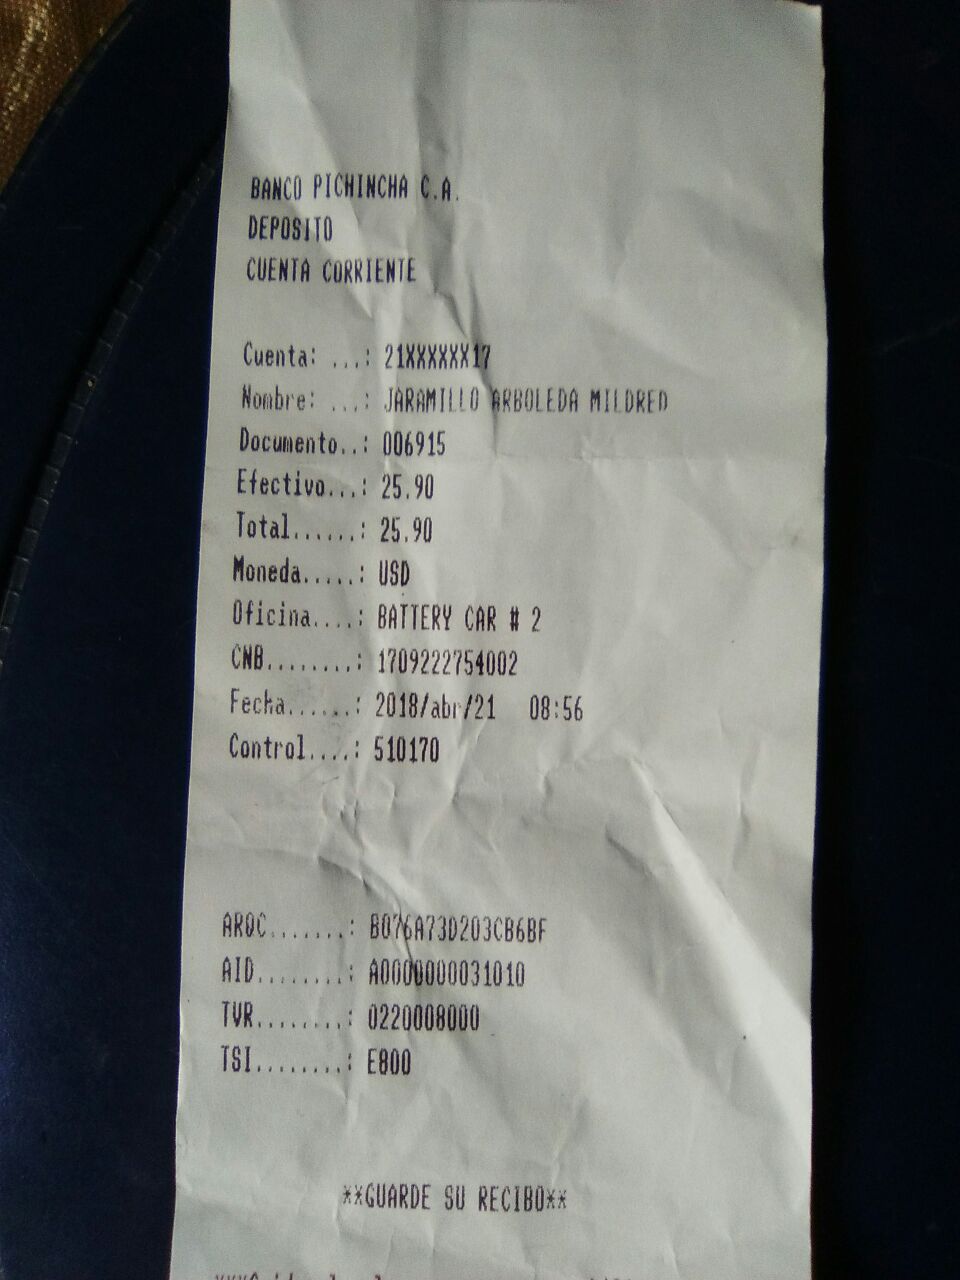 BANCO PICHINCHA C.A.
DEPOSITO
CUENTA CORRIENTE
Cuenta: ...: 21XXXXXX17
Nombre: ...: JARAMILLO ARBOLEDA MILDRED
Documento..: 006915
Efectivo...: 25.90
Total......: 25.90
Moneda.....: USD
Oficina....: BATTERY CAR # 2
CNB........: 1709222754002
Fecha......: 2018/abr/21 08:56
Control....: 510170
ARQC.......: B076A73D203CB6BF
AID........: A0000000031010
TVR........: 0220008000
TSI........: E800
**GUARDE SU RECIBO**